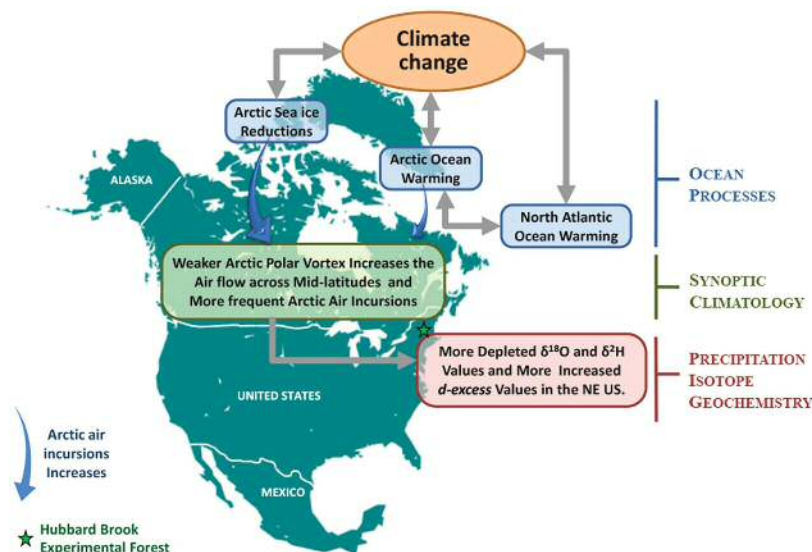 Climate
change
Arctic Sea ice
Reductions
Arctic Ocean
Warming
North Atlantic
Ocean Warming
OCEAN
PROCESSES
ALASKA
Weaker Arctic Polar Vortex Increases the
Air flow across Mid-latitudes and
More frequent Arctic Air Incursions
SYNOPTIC
CLIMATOLOGY
More Depleted δ¹⁸O and δ²H
Values and More Increased
d-excess Values in the NE US.
PRECIPITATION
ISOTOPE
GEOCHEMISTRY
UNITED STATES
MEXICO
Arctic air
incursions
Increases
Hubbard Brook
Experimental Forest